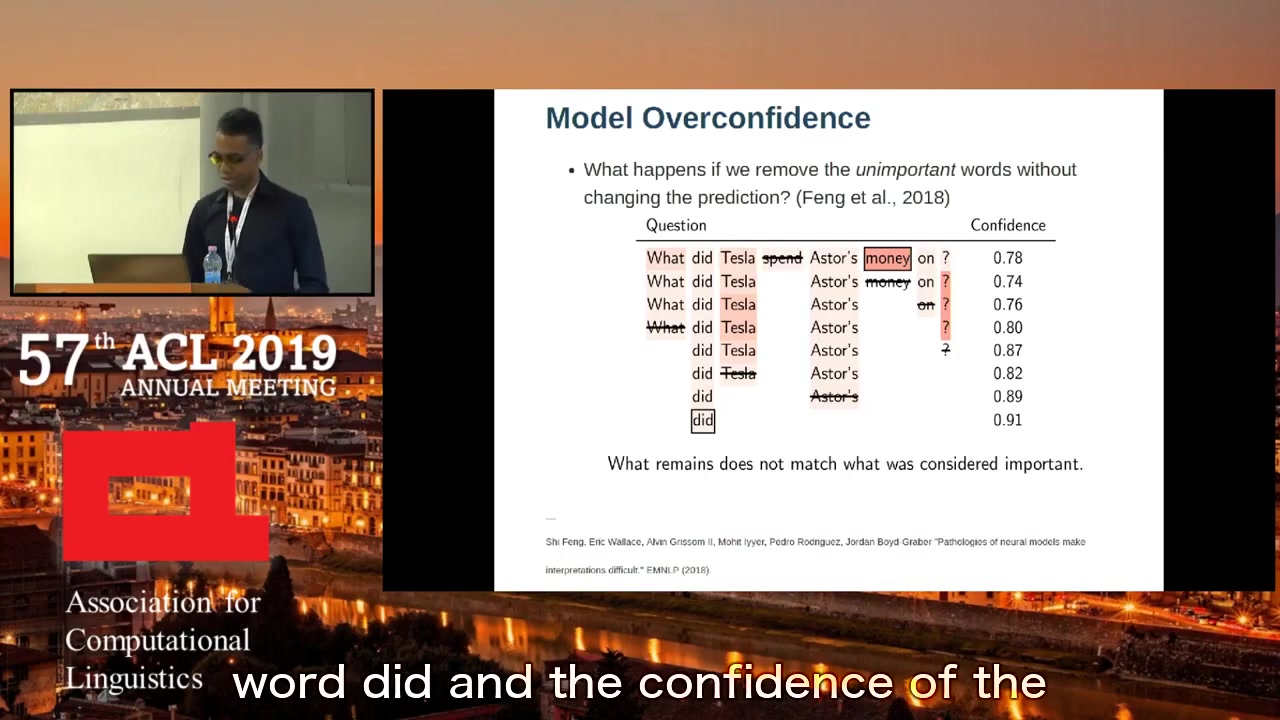 Model Overconfidence
• What happens if we remove the unimportant words without
changing the prediction? (Feng et al., 2018)
Question Confidence
What did Tesla spend Astor's money on ? 0.78
What did Tesla Astor's money on ? 0.74
What did Tesla Astor's on ? 0.76
What did Tesla Astor's ? 0.80
did Tesla Astor's ? 0.87
did Tesla Astor's 0.82
did Astor's 0.89
did 0.91
What remains does not match what was considered important.
Shi Feng, Eric Wallace, Alvin Grissom II, Mohit Iyyer, Pedro Rodriguez, Jordan Boyd-Graber "Pathologies of neural models make
interpretations difficult." EMNLP (2018).
57th ACL 2019
ANNUAL MEETING
Association for
Computational
Linguistics
word did and the confidence of the